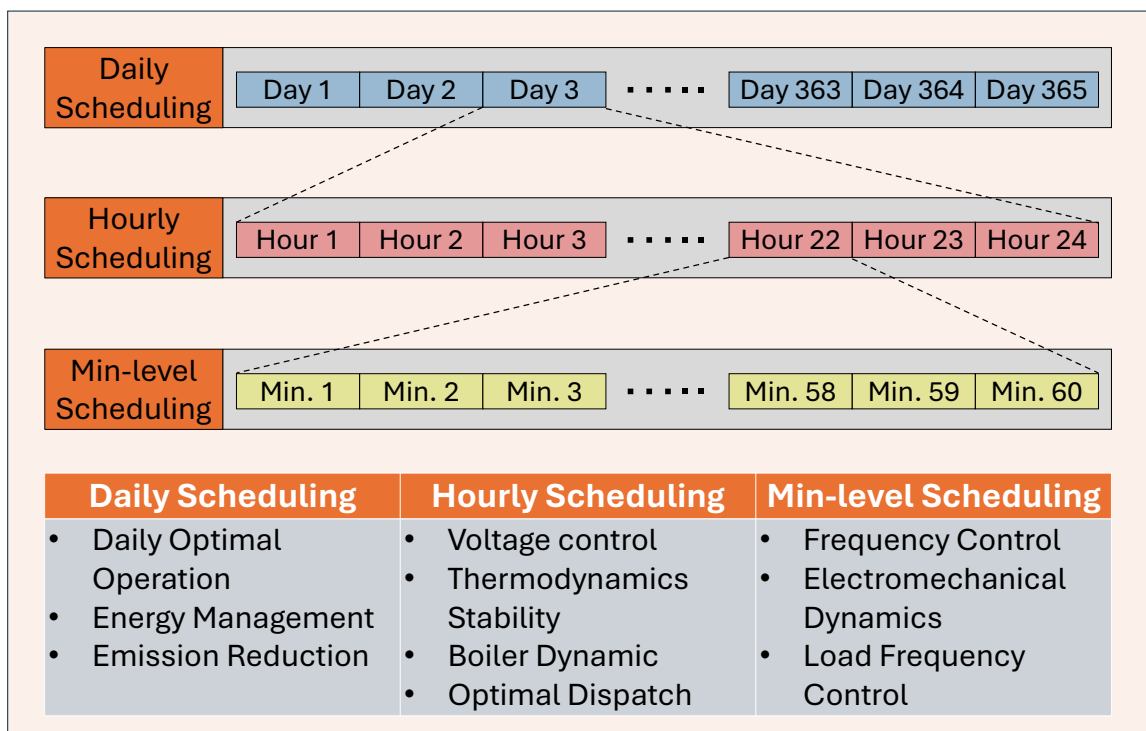 Daily
Scheduling
Day 1 Day 2 Day 3 ..... Day 363 Day 364 Day 365
Hourly
Scheduling
Hour 1 Hour 2 Hour 3 ..... Hour 22 Hour 23 Hour 24
Min-level
Scheduling
Min. 1 Min. 2 Min. 3 ..... Min. 58 Min. 59 Min. 60
Daily Scheduling
• Daily Optimal
Operation
• Energy Management
• Emission Reduction
Hourly Scheduling
• Voltage control
• Thermodynamics
Stability
• Boiler Dynamic
• Optimal Dispatch
Min-level Scheduling
• Frequency Control
• Electromechanical
Dynamics
• Load Frequency
Control